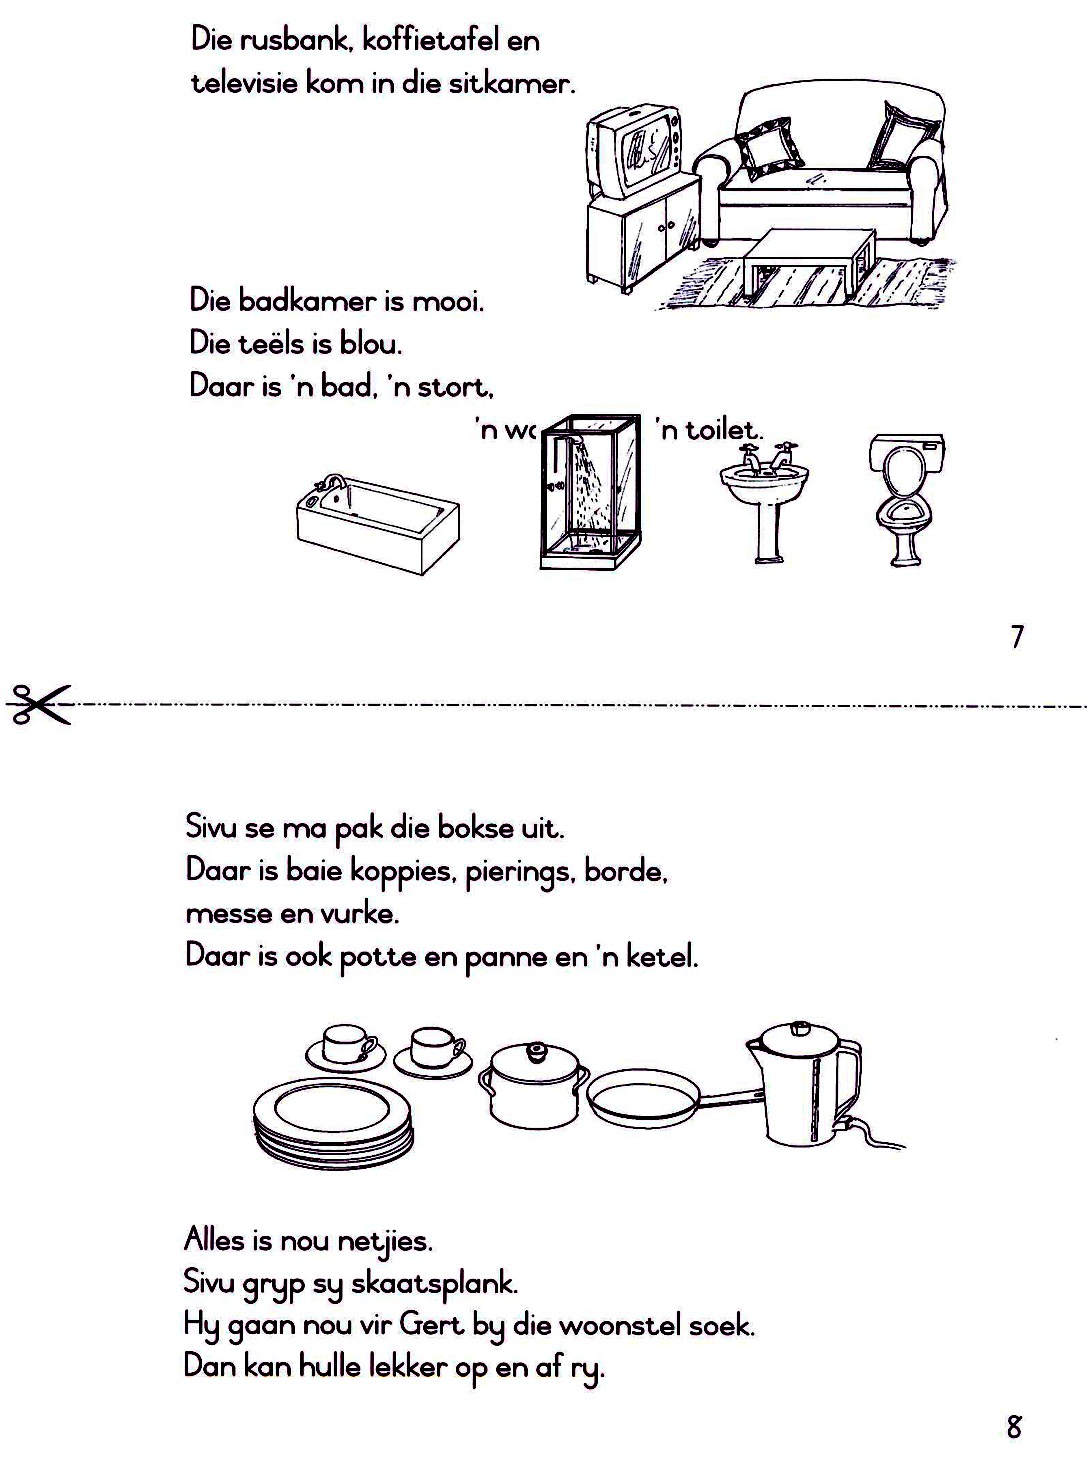 Die rusbank, koffietafel en
televisie kom in die sitkamer.
Die badkamer is mooi.
Die teëls is blou.
Daar is 'n bad, 'n stort,
'n 'n toilet.
7
Sivu se ma pak die bokse uit.
Daar is baie koppies, pierings, borde,
messe en vurke.
Daar is ook potte en panne en 'n ketel.
Alles is nou netjies.
Sivu gryp sy skaatsplank.
Hy gaan nou vir Gert by die woonstel soek.
Dan kan hulle lekker op en af ry.
8